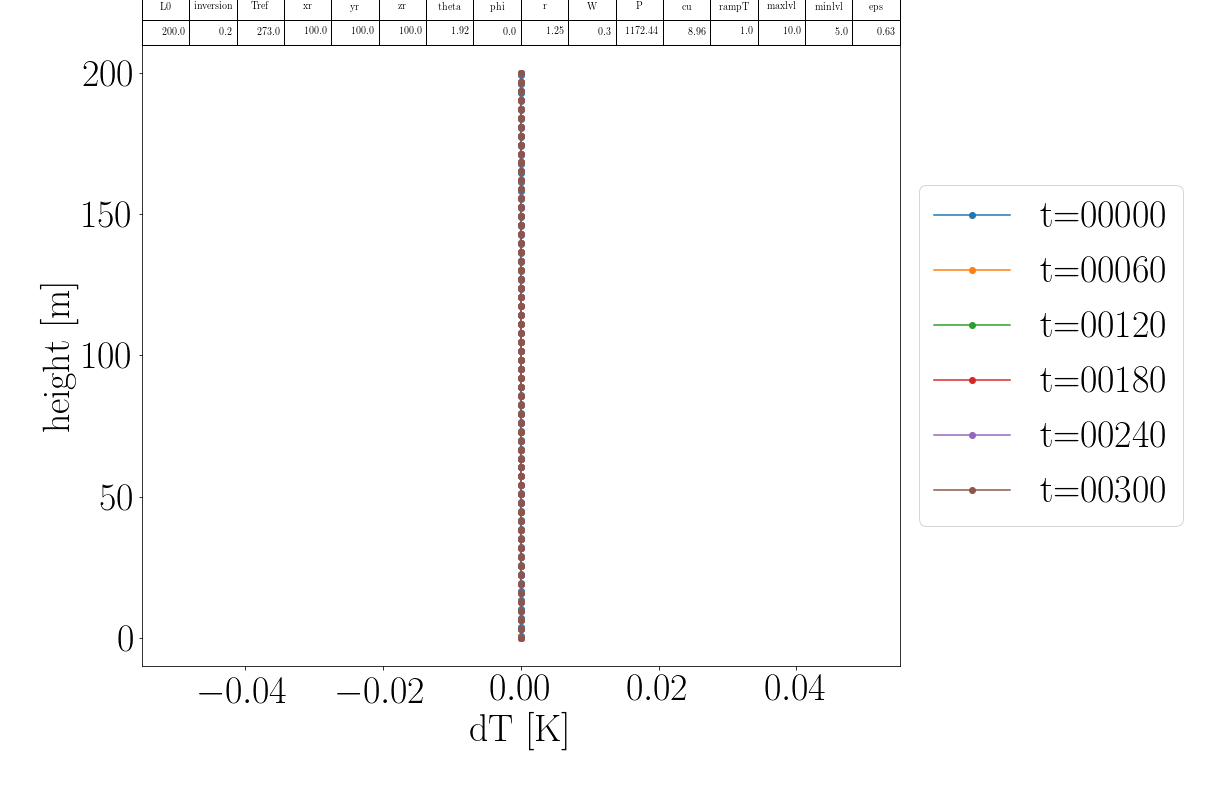 L0 inversion Tref xr yr zr theta phi r W P cu rampT maxlvl minlvl eps
200.0 0.2 273.0 100.0 100.0 100.0 1.92 0.0 1.25 0.3 1172.44 8.96 1.0 10.0 5.0 0.63
200
150
100
50
0
height [m]
−0.04 −0.02 0.00 0.02 0.04
dT [K]
t=00000
t=00060
t=00120
t=00180
t=00240
t=00300